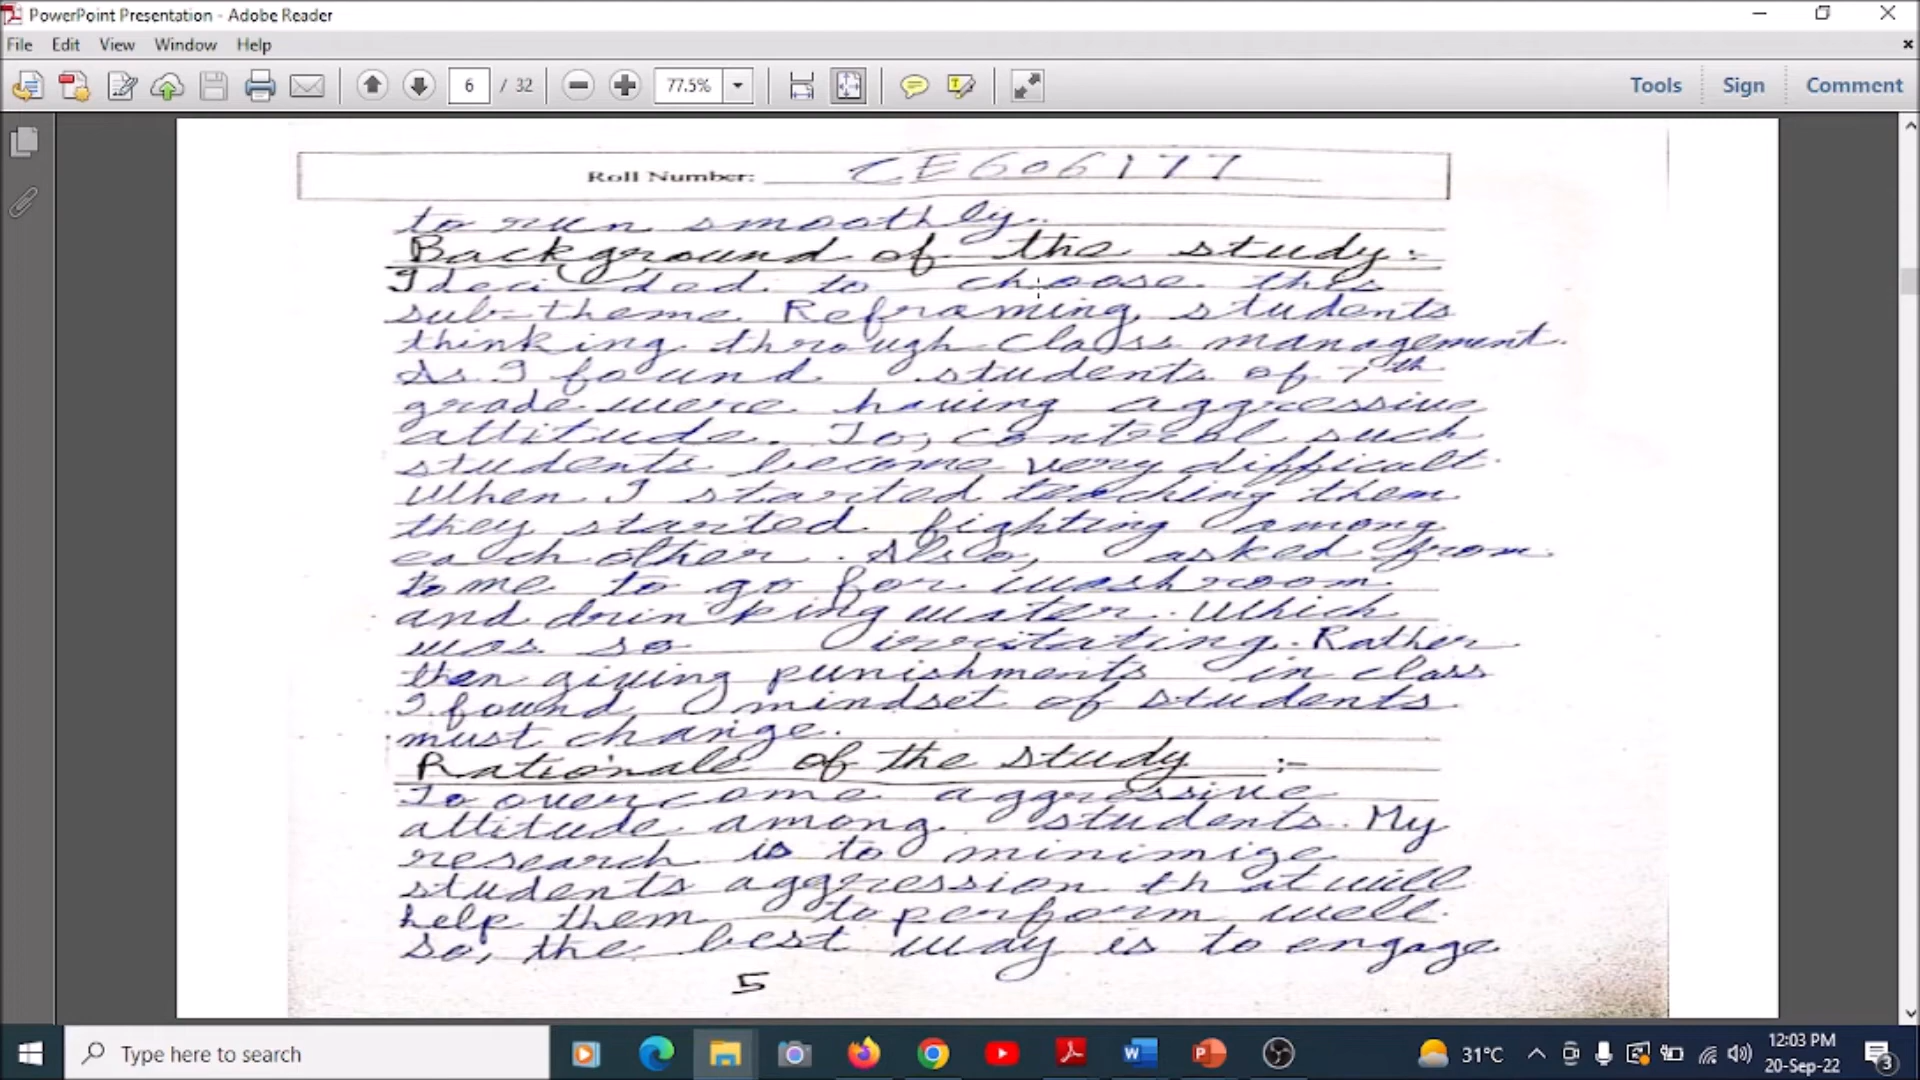 PowerPoint Presentation - Adobe Reader
File Edit View Window Help
6 / 32 77.5% Tools Sign Comment
Roll Number: CE606177
to run smoothly.
Background of the study :-
I decided to choose this
sub-theme Reframing students
thinking through Class management.
As I found students of 7th
grade were having aggressive
attitude. To, control such
students become very difficult.
When I started teaching them
they started fighting among
each other. Also, asked from
to me to go for washroom
and drinking water. Which
was so irritating. Rather
then giving punishments in class
I found mindset of students
must change.
Rationale of the study :-
To overcome aggressive
attitude among students. My
research is to minimize
students aggression that will
help them to perform well.
So, the best way is to engage
5
Type here to search 31°C 12:03 PM
20-Sep-22 3